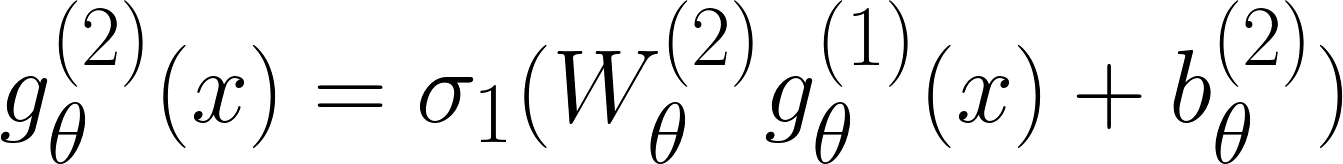 g_θ^{(2)}(x) = σ_1(W_θ^{(2)} g_θ^{(1)}(x) + b_θ^{(2)})